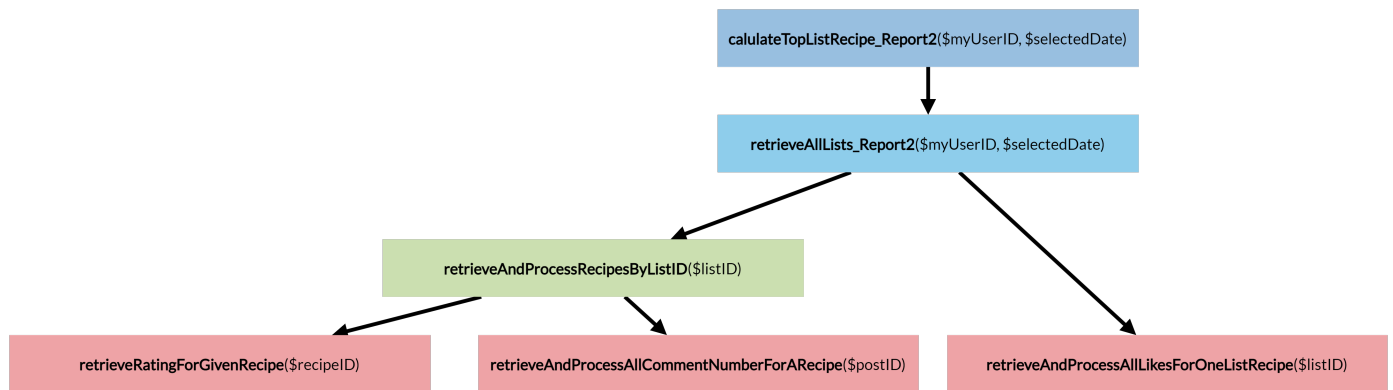 calulateTopListRecipe_Report2($myUserID, $selectedDate)
retrieveAllLists_Report2($myUserID, $selectedDate)
retrieveAndProcessRecipesByListID($listID)
retrieveRatingForGivenRecipe($recipeID)
retrieveAndProcessAllCommentNumberForARecipe($postID)
retrieveAndProcessAllLikesForOneListRecipe($listID)